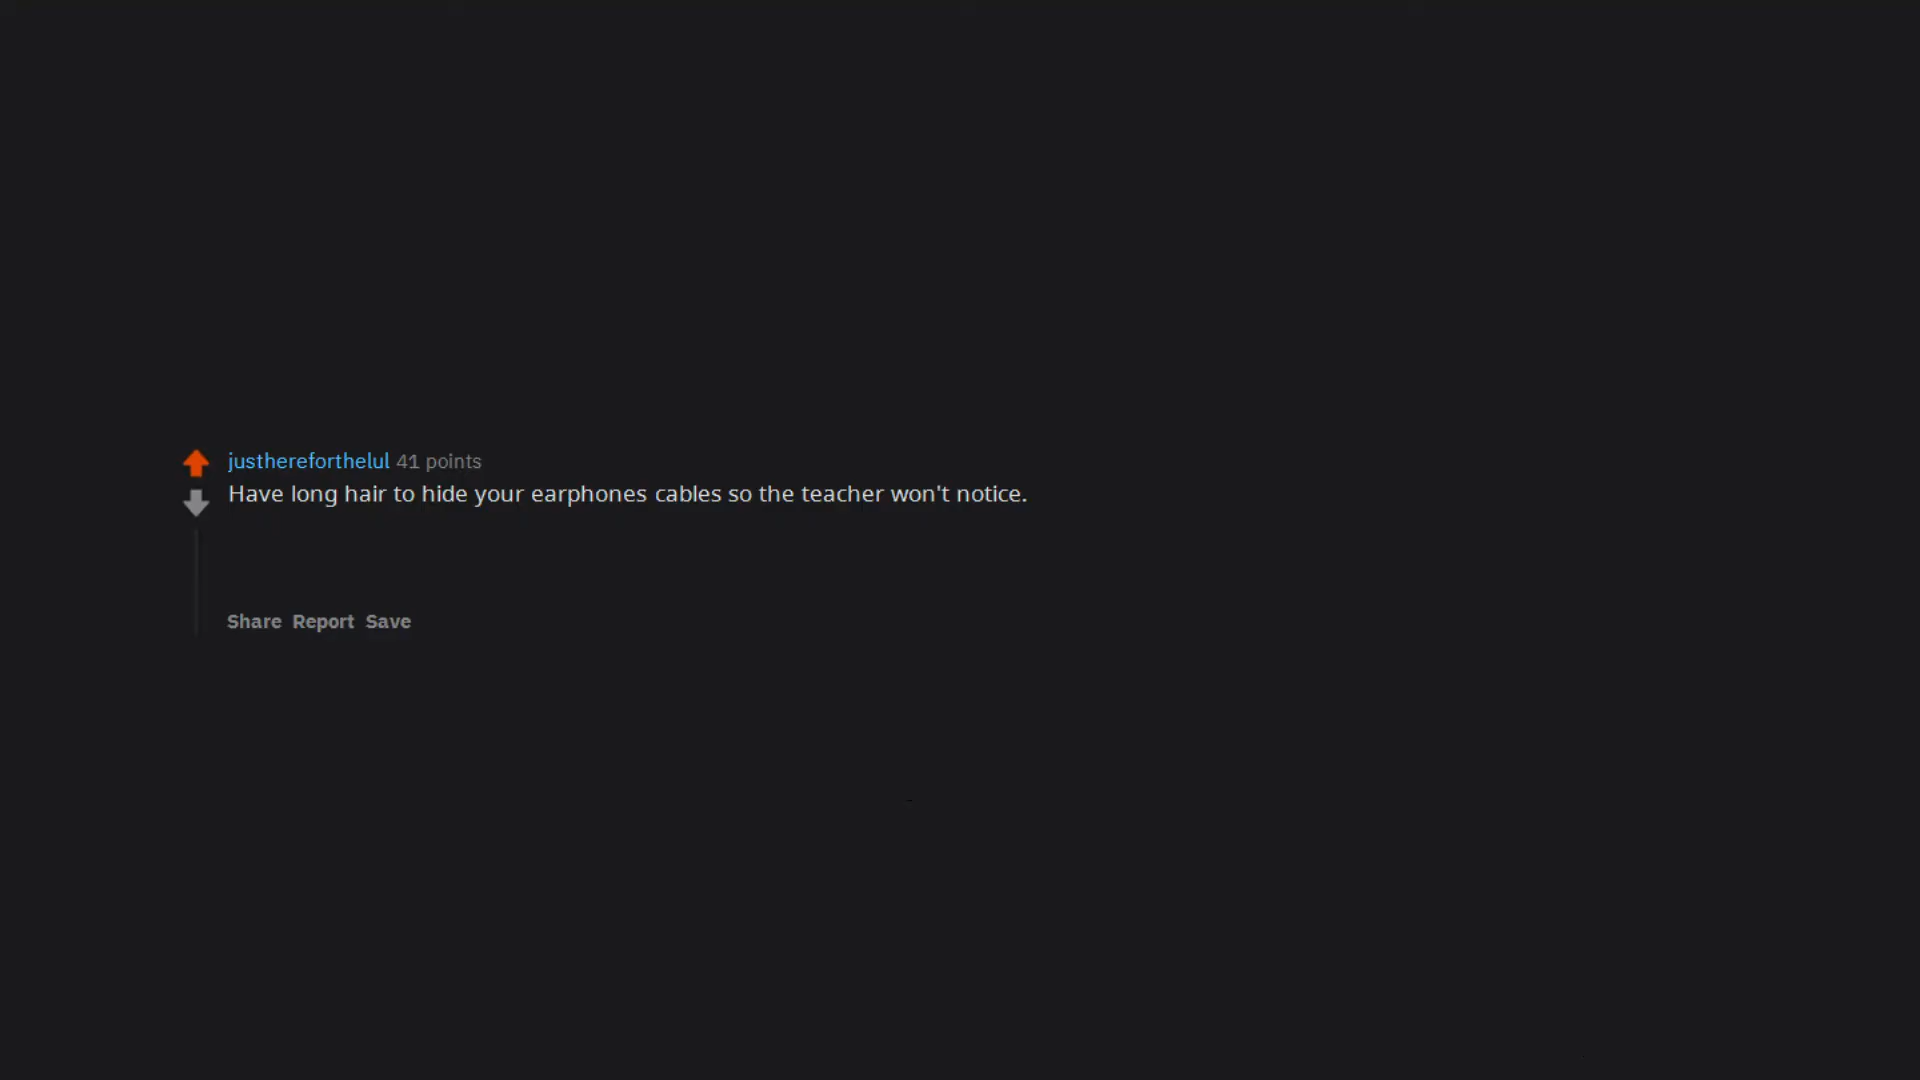 justhereforthelul 41 points
Have long hair to hide your earphones cables so the teacher won't notice.
Share Report Save